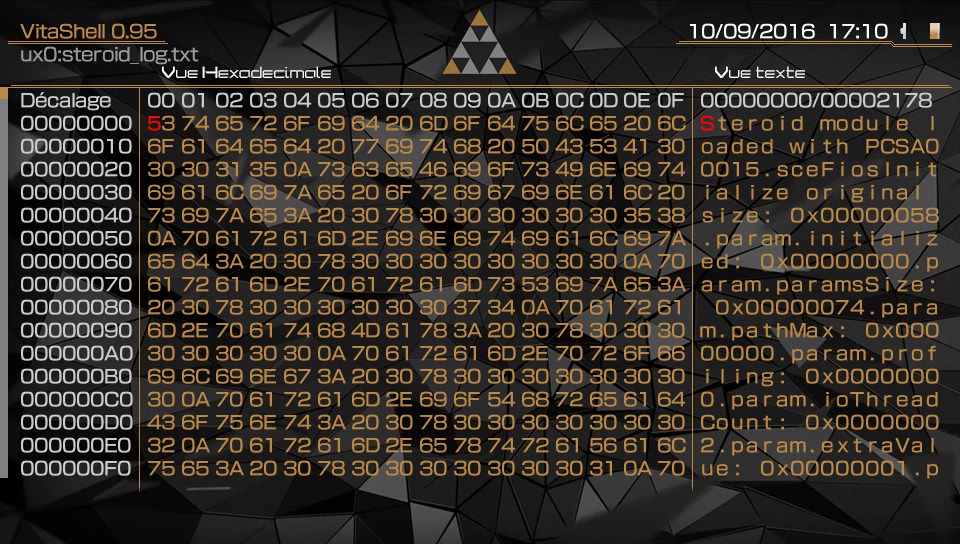 VitaShell 0.95
10/09/2016 17:10
ux0:steroid_log.txt
Vue Hexadecimale Vue texte
Décalage 00 01 02 03 04 05 06 07 08 09 0A 0B 0C 0D 0E 0F 00000000/00002178
00000000 53 74 65 72 6F 69 64 20 6D 6F 64 75 6C 65 20 6C Steroid module l
00000010 6F 61 64 65 64 20 77 69 74 68 20 50 43 53 41 30 oaded with PCSA0
00000020 30 30 31 35 0A 73 63 65 46 69 6F 73 49 6E 69 74 0015.sceFiosInit
00000030 69 61 6C 69 7A 65 20 6F 72 69 67 69 6E 61 6C 20 ialize original
00000040 73 69 7A 65 3A 20 30 78 30 30 30 30 30 30 35 38 size: 0x00000058
00000050 0A 70 61 72 61 6D 2E 69 6E 69 74 69 61 6C 69 7A .param.initializ
00000060 65 64 3A 20 30 78 30 30 30 30 30 30 30 30 0A 70 ed: 0x00000000.p
00000070 61 72 61 6D 2E 70 61 72 61 6D 73 53 69 7A 65 3A aram.paramsSize:
00000080 20 30 78 30 30 30 30 30 30 37 34 0A 70 61 72 61 0x00000074.para
00000090 6D 2E 70 61 74 68 4D 61 78 3A 20 30 78 30 30 30 m.pathMax: 0x000
000000A0 30 30 30 30 30 0A 70 61 72 61 6D 2E 70 72 6F 66 00000.param.prof
000000B0 69 6C 69 6E 67 3A 20 30 78 30 30 30 30 30 30 30 iling: 0x0000000
000000C0 30 0A 70 61 72 61 6D 2E 69 6F 54 68 72 65 61 64 0.param.ioThread
000000D0 43 6F 75 6E 74 3A 20 30 78 30 30 30 30 30 30 30 Count: 0x0000000
000000E0 32 0A 70 61 72 61 6D 2E 65 78 74 72 61 56 61 6C 2.param.extraVal
000000F0 75 65 3A 20 30 78 30 30 30 30 30 30 30 31 0A 70 ue: 0x00000001.p